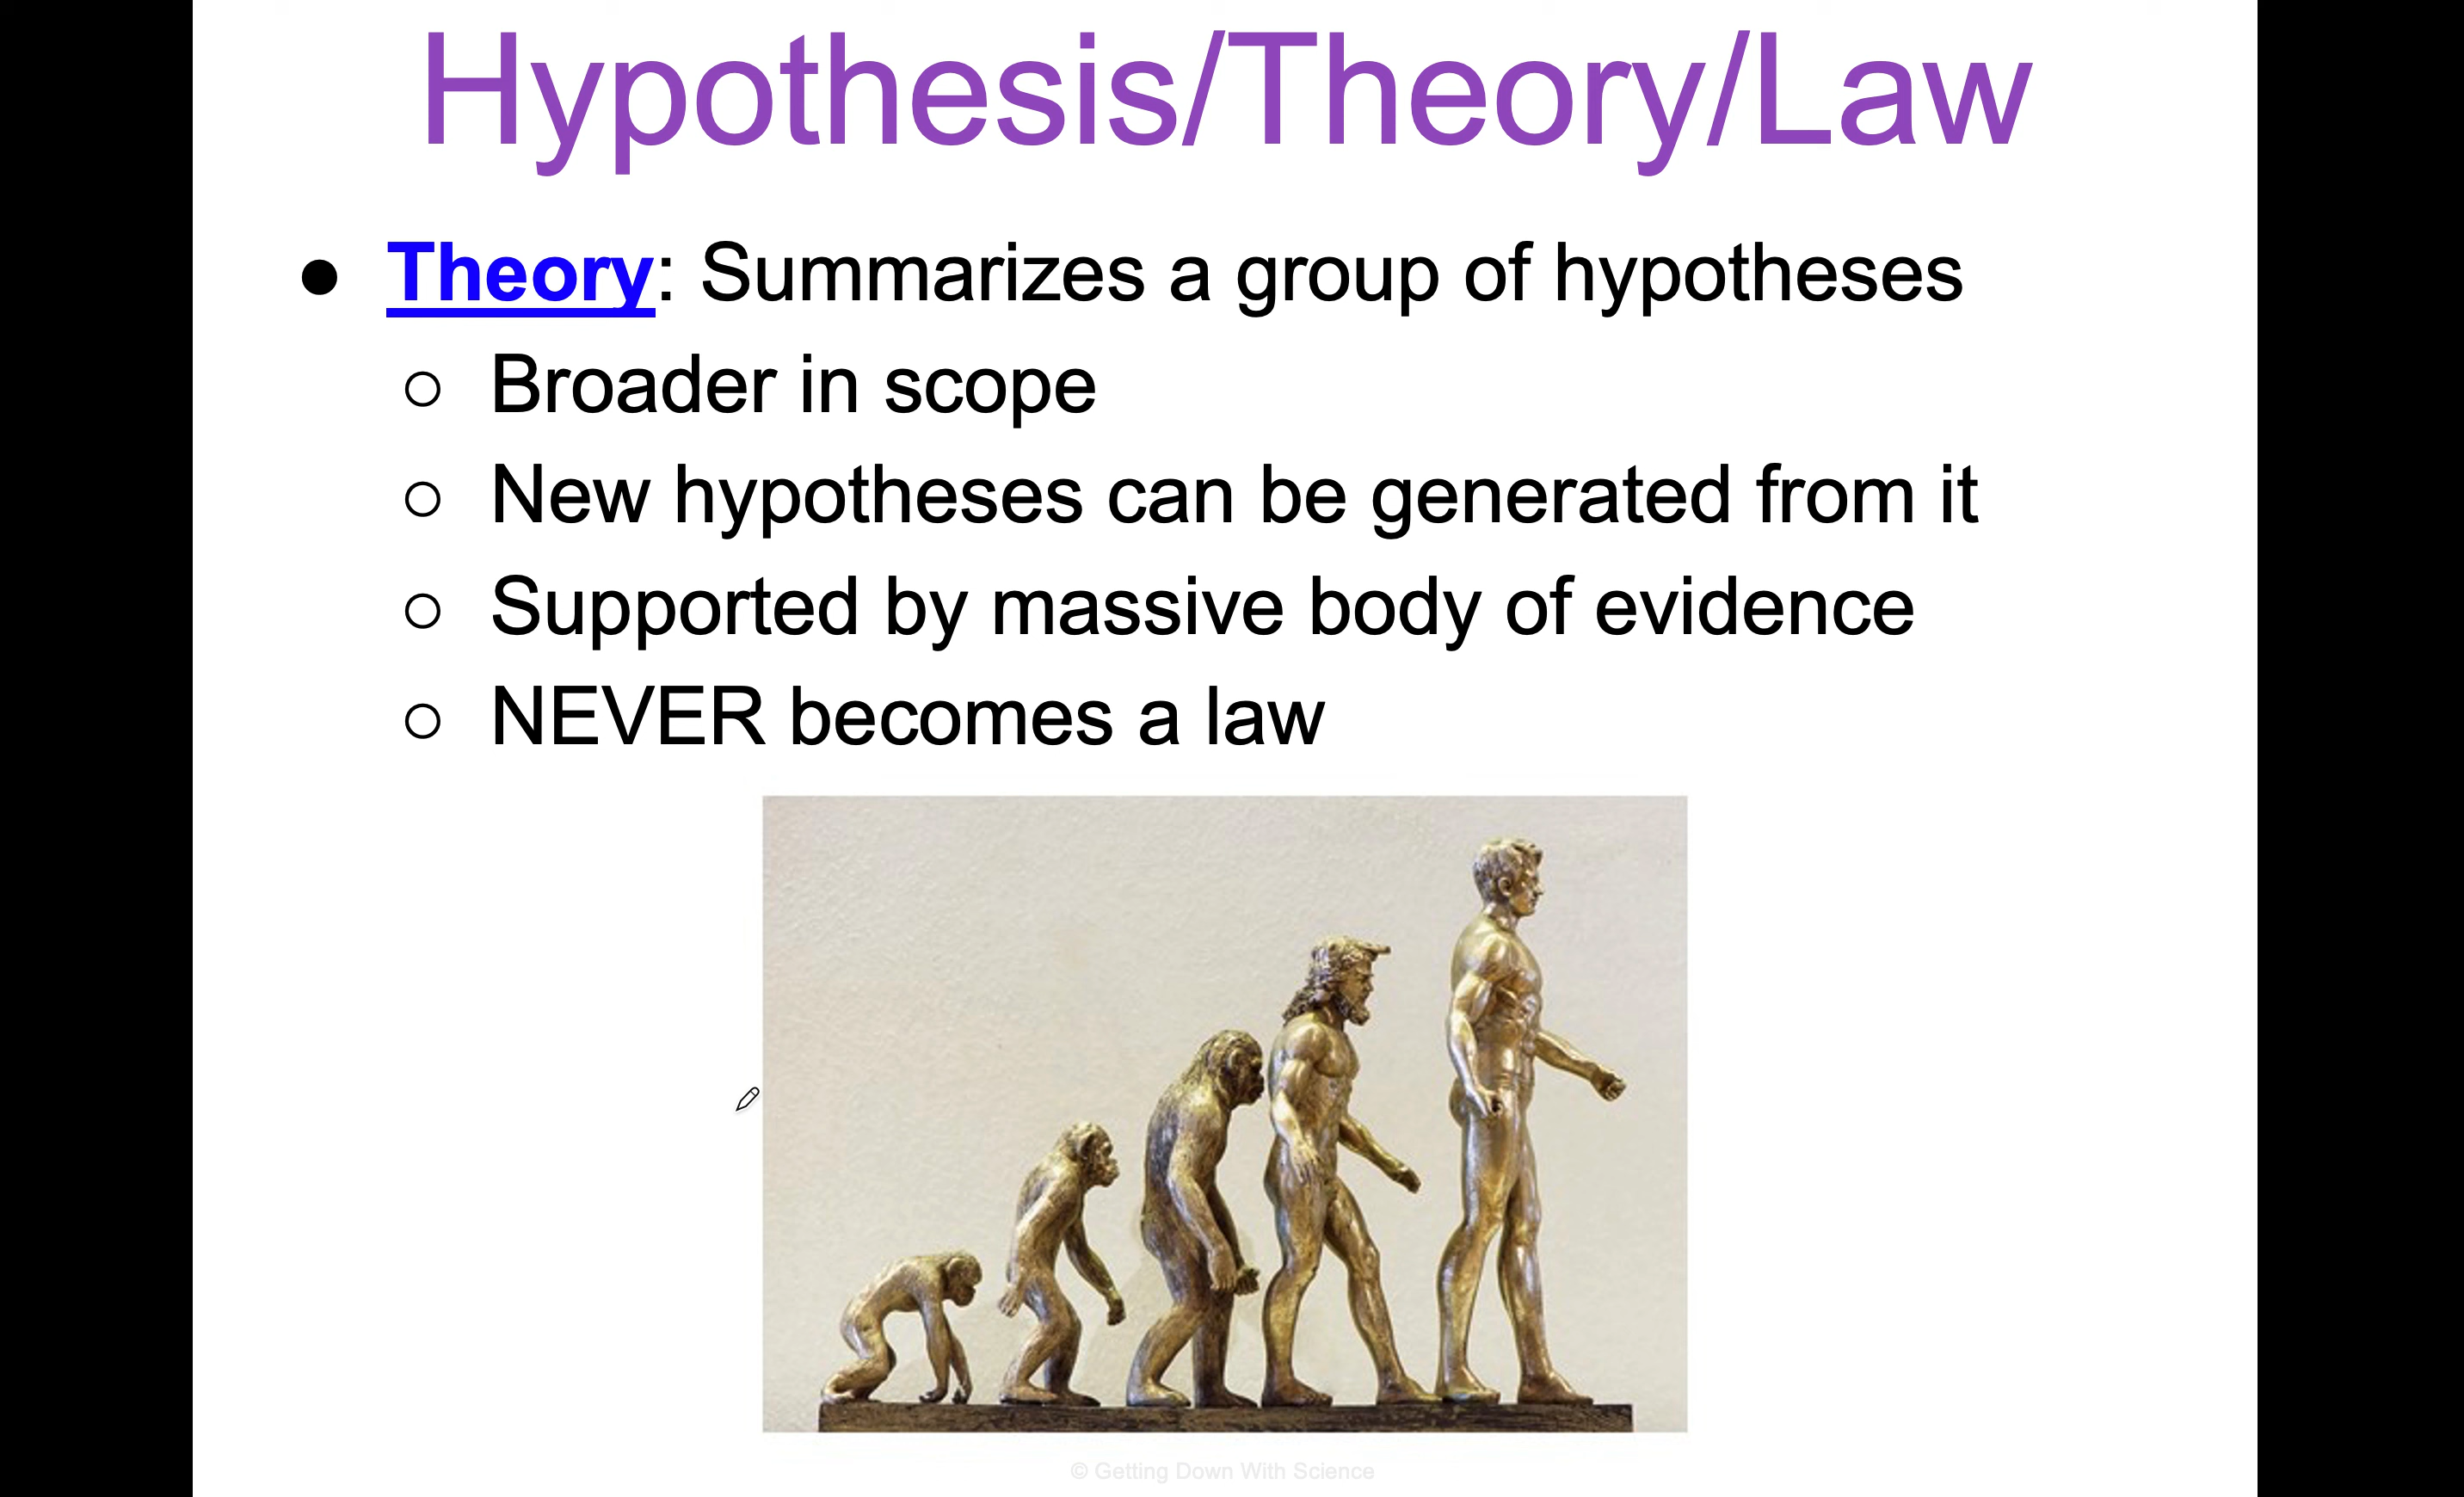 Hypothesis/Theory/Law
● Theory: Summarizes a group of hypotheses
○ Broader in scope
○ New hypotheses can be generated from it
○ Supported by massive body of evidence
○ NEVER becomes a law
© Getting Down With Science